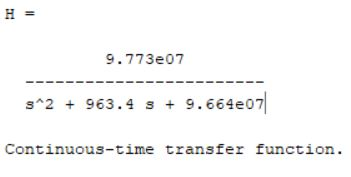 H =
9.773e07
------------------------
s^2 + 963.4 s + 9.664e07
Continuous-time transfer function.